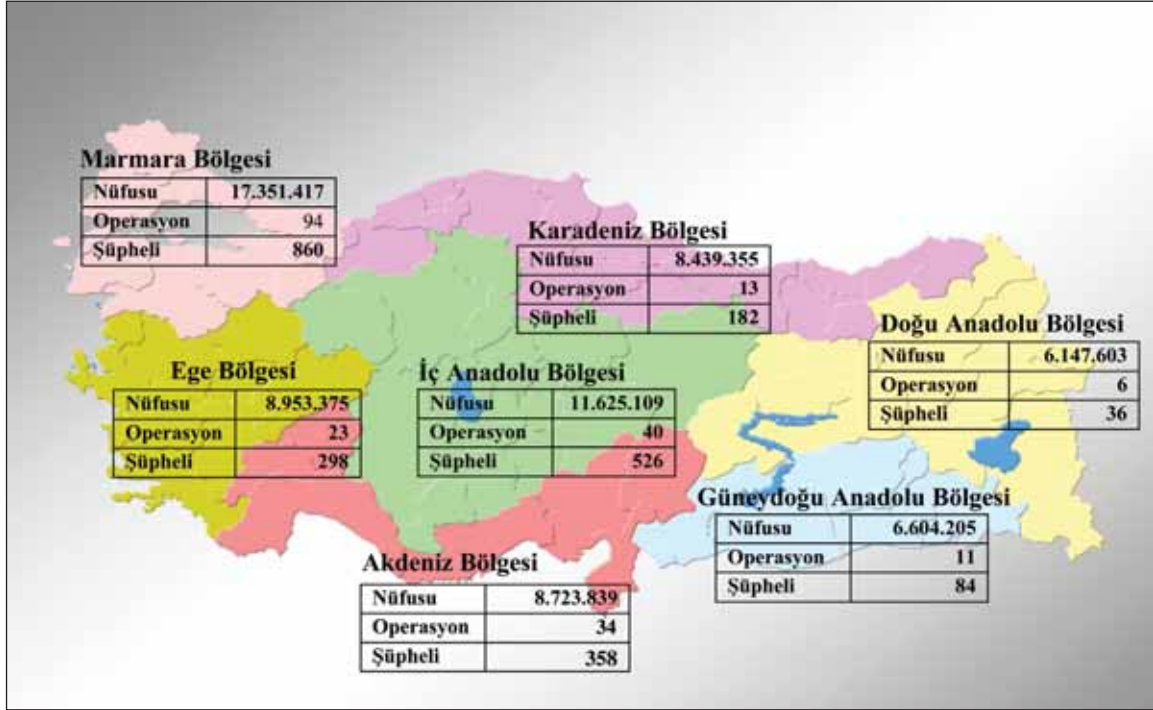 Marmara Bölgesi
Nüfusu 17.351.417
Operasyon 94
Şüpheli 860
Karadeniz Bölgesi
Nüfusu 8.439.355
Operasyon 13
Şüpheli 182
Doğu Anadolu Bölgesi
Nüfusu 6.147.603
Operasyon 6
Şüpheli 36
Ege Bölgesi
Nüfusu 8.953.375
Operasyon 23
Şüpheli 298
İç Anadolu Bölgesi
Nüfusu 11.625.109
Operasyon 40
Şüpheli 526
Güneydoğu Anadolu Bölgesi
Nüfusu 6.604.205
Operasyon 11
Şüpheli 84
Akdeniz Bölgesi
Nüfusu 8.723.839
Operasyon 34
Şüpheli 358